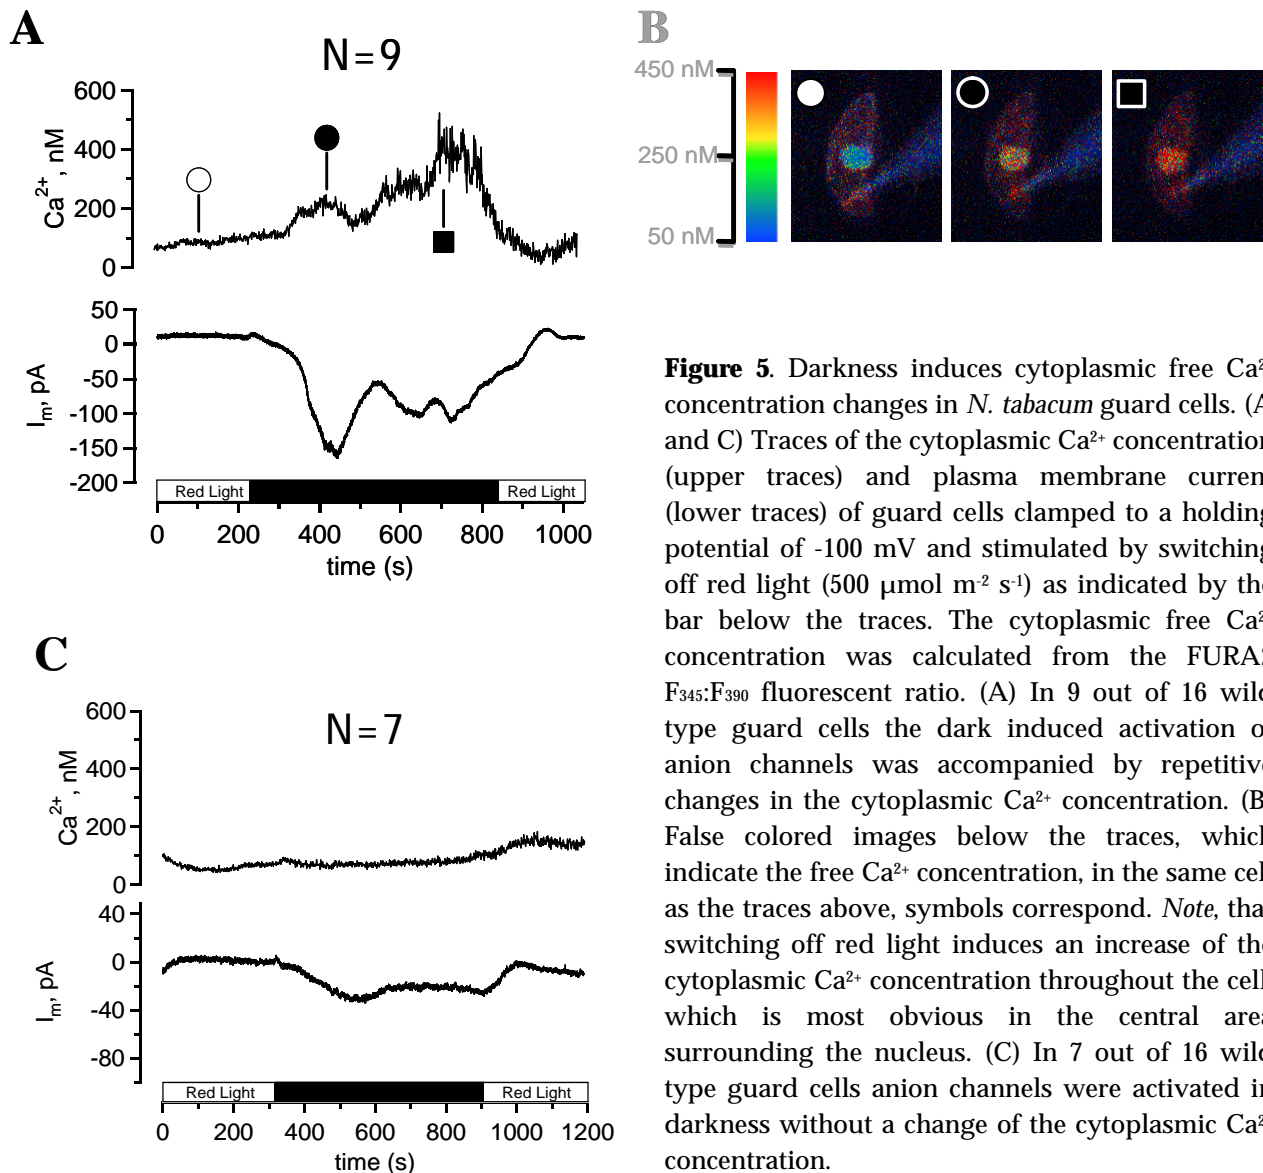 A
N=9
600
400
200
0
Ca2+, nM
50
0
-50
-100
-150
-200
Im, pA
Red Light
Red Light
0 200 400 600 800 1000
time (s)
B
450 nM
250 nM
50 nM
C
N=7
600
400
200
0
Ca2+, nM
40
0
-40
-80
Im, pA
Red Light
Red Light
0 200 400 600 800 1000 1200
time (s)
Figure 5. Darkness induces cytoplasmic free Ca2
concentration changes in N. tabacum guard cells. (A
and C) Traces of the cytoplasmic Ca2+ concentration
(upper traces) and plasma membrane curren
(lower traces) of guard cells clamped to a holding
potential of -100 mV and stimulated by switching
off red light (500 µmol m-2 s-1) as indicated by the
bar below the traces. The cytoplasmic free Ca2
concentration was calculated from the FURA2
F345:F390 fluorescent ratio. (A) In 9 out of 16 wild
type guard cells the dark induced activation o
anion channels was accompanied by repetitive
changes in the cytoplasmic Ca2+ concentration. (B
False colored images below the traces, which
indicate the free Ca2+ concentration, in the same cel
as the traces above, symbols correspond. Note, tha
switching off red light induces an increase of the
cytoplasmic Ca2+ concentration throughout the cell
which is most obvious in the central area
surrounding the nucleus. (C) In 7 out of 16 wild
type guard cells anion channels were activated in
darkness without a change of the cytoplasmic Ca2
concentration.